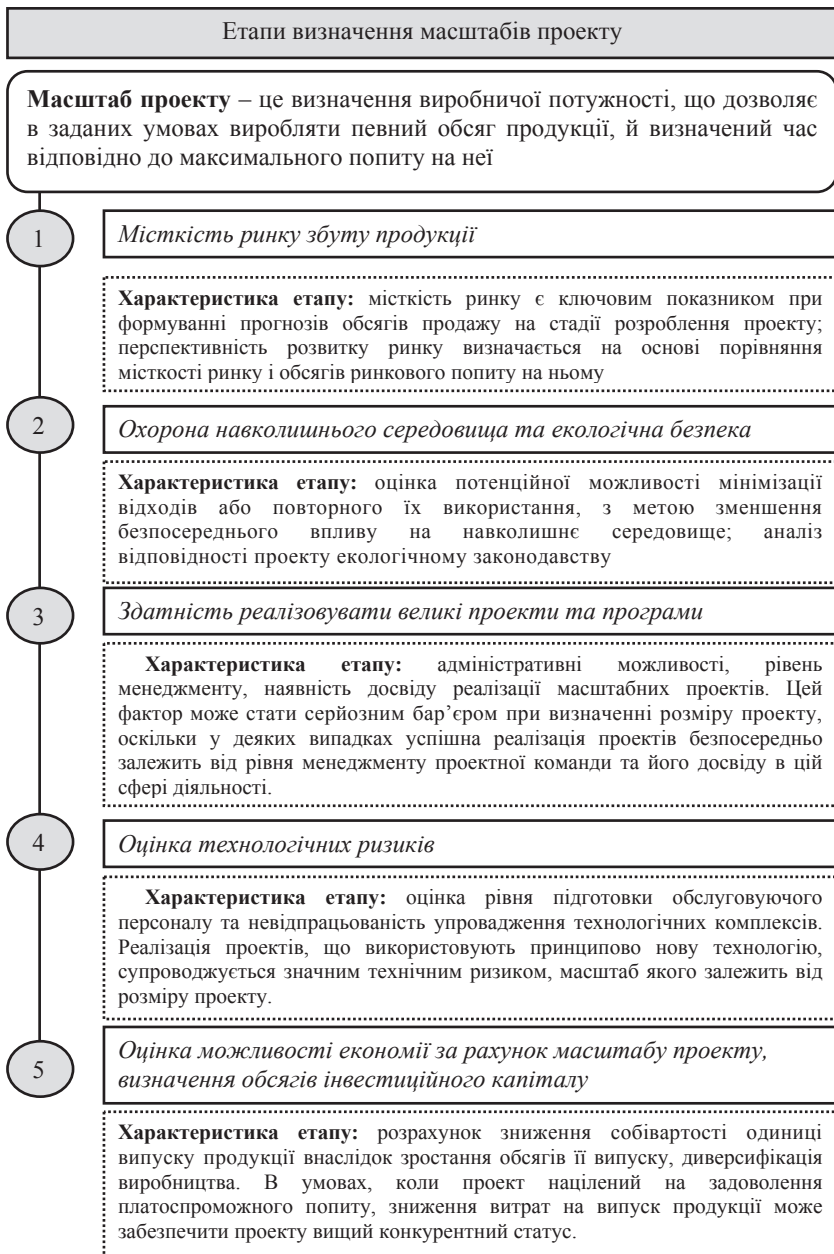 Етапи визначення масштабів проекту
Масштаб проекту – це визначення виробничої потужності, що дозволяє
в заданих умовах виробляти певний обсяг продукції, й визначений час
відповідно до максимального попиту на неї
1
Місткість ринку збуту продукції
Характеристика етапу: місткість ринку є ключовим показником при
формуванні прогнозів обсягів продажу на стадії розроблення проекту;
перспективність розвитку ринку визначається на основі порівняння
місткості ринку і обсягів ринкового попиту на ньому
2
Охорона навколишнього середовища та екологічна безпека
Характеристика етапу: оцінка потенційної можливості мінімізації
відходів або повторного їх використання, з метою зменшення
безпосереднього впливу на навколишнє середовище; аналіз
відповідності проекту екологічному законодавству
3
Здатність реалізовувати великі проекти та програми
Характеристика етапу: адміністративні можливості, рівень
менеджменту, наявність досвіду реалізації масштабних проектів. Цей
фактор може стати серйозним бар’єром при визначенні розміру проекту,
оскільки у деяких випадках успішна реалізація проектів безпосередньо
залежить від рівня менеджменту проектної команди та його досвіду в цій
сфері діяльності.
4
Оцінка технологічних ризиків
Характеристика етапу: оцінка рівня підготовки обслуговуючого
персоналу та невідпрацьованість упровадження технологічних комплексів.
Реалізація проектів, що використовують принципово нову технологію,
супроводжується значним технічним ризиком, масштаб якого залежить від
розміру проекту.
5
Оцінка можливості економії за рахунок масштабу проекту,
визначення обсягів інвестиційного капіталу
Характеристика етапу: розрахунок зниження собівартості одиниці
випуску продукції внаслідок зростання обсягів її випуску, диверсифікація
виробництва. В умовах, коли проект націлений на задоволення
платоспроможного попиту, зниження витрат на випуск продукції може
забезпечити проекту вищий конкурентний статус.